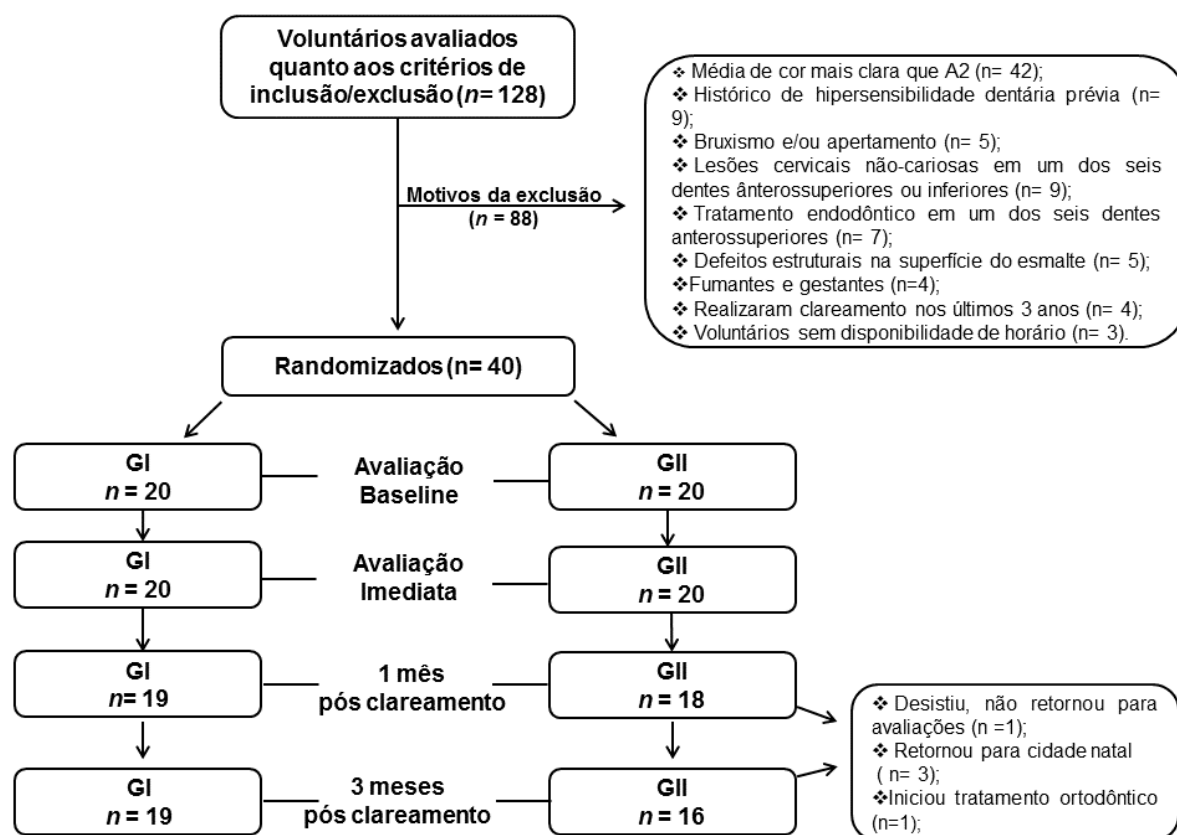 Voluntários avaliados
quanto aos critérios de
inclusão/exclusão (n= 128)
❖ Média de cor mais clara que A2 (n= 42);
❖ Histórico de hipersensibilidade dentária prévia (n=
9);
❖ Bruxismo e/ou apertamento (n= 5);
❖ Lesões cervicais não-cariosas em um dos seis
dentes ânterossuperiores ou inferiores (n= 9);
❖ Tratamento endodôntico em um dos seis dentes
anterossuperiores (n= 7);
❖ Defeitos estruturais na superfície do esmalte (n= 5);
❖Fumantes e gestantes (n=4);
❖ Realizaram clareamento nos últimos 3 anos (n= 4);
❖ Voluntários sem disponibilidade de horário (n= 3).
Motivos da exclusão
(n = 88)
Randomizados (n= 40)
GI
n = 20
Avaliação
Baseline
GII
n = 20
GI
n = 20
Avaliação
Imediata
GII
n = 20
GI
n= 19
1 mês
pós clareamento
GII
n = 18
GI
n = 19
3 meses
pós clareamento
GII
n = 16
❖ Desistiu, não retornou para
avaliações (n =1);
❖ Retornou para cidade natal
( n= 3);
❖Iniciou tratamento ortodôntico
(n=1);